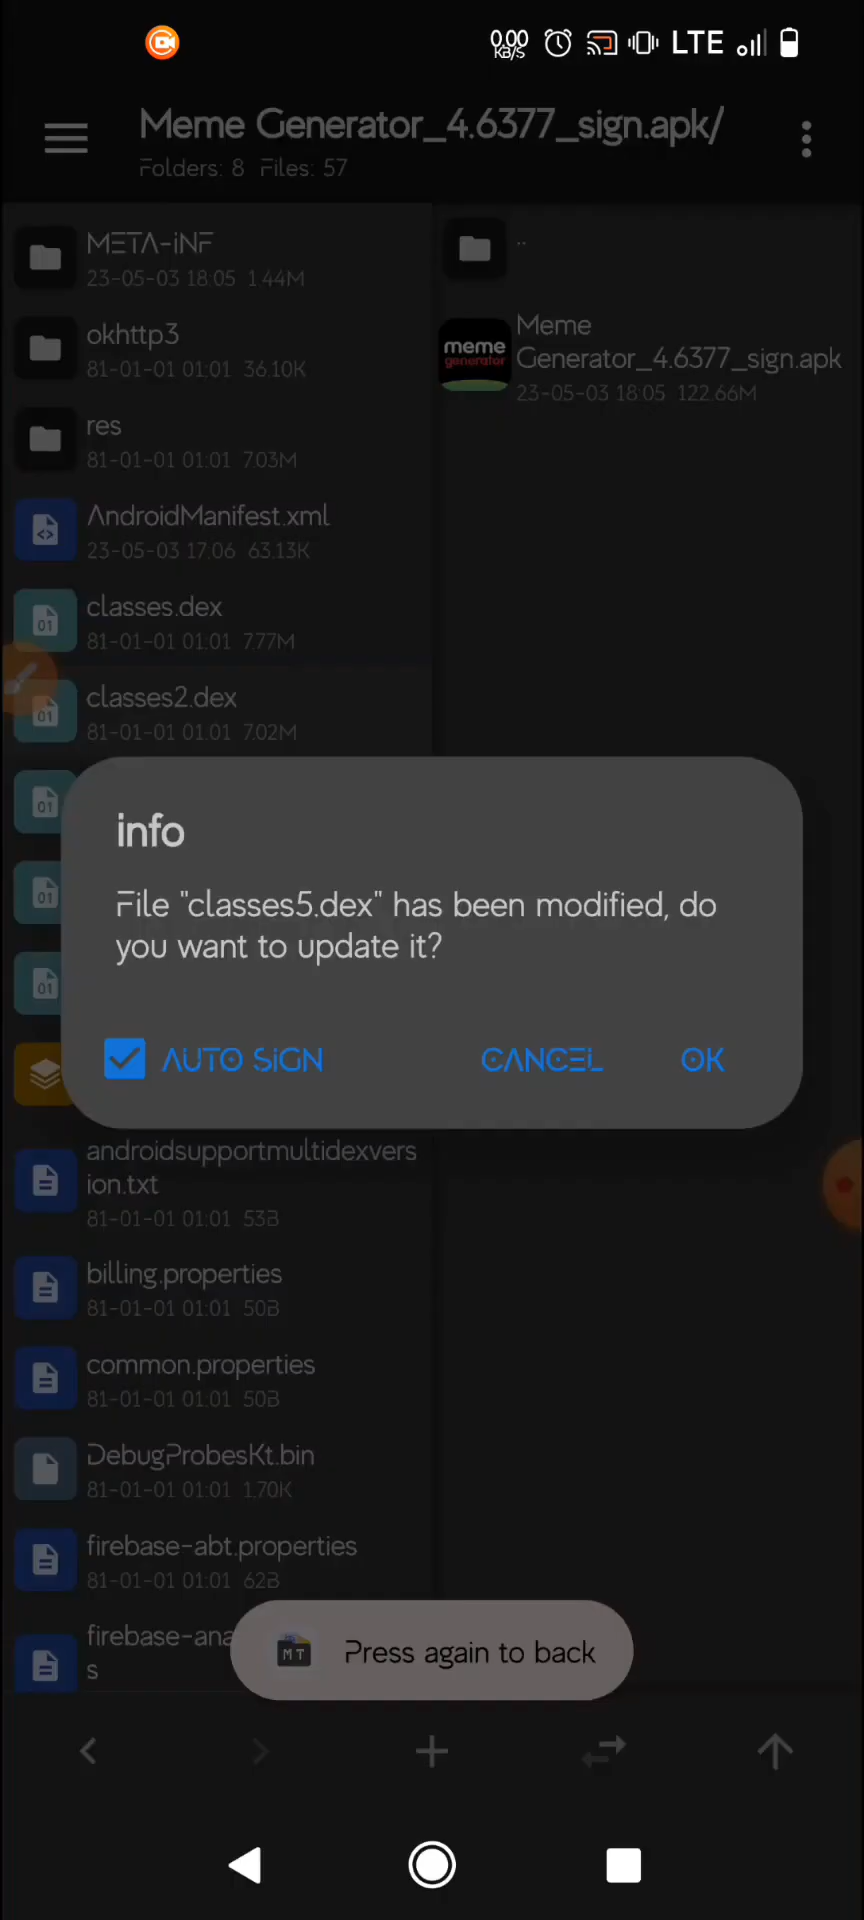 0.00
KB/S
LTE
Meme Generator_4.6377_sign.apk/
Folders: 8 Files: 57
META-iNF
23-05-03 18:05 1.44M
okhttp3
81-01-01 01:01 36.10K
res
81-01-01 01:01 7.03M
AndroidManifest.xml
23-05-03 17:06 63.13K
classes.dex
81-01-01 01:01 7.77M
classes2.dex
81-01-01 01:01 7.02M
..
meme
generator
Meme
Generator_4.6377_sign.apk
23-05-03 18:05 122.66M
info
File "classes5.dex" has been modified, do
you want to update it?
AUTO SiGN
CANCEL
OK
androidsupportmultidexvers
ion.txt
81-01-01 01:01 53B
billing.properties
81-01-01 01:01 50B
common.properties
81-01-01 01:01 50B
DebugProbesKt.bin
81-01-01 01:01 1.70K
firebase-abt.properties
81-01-01 01:01 62B
firebase-ana
s
MT
Press again to back